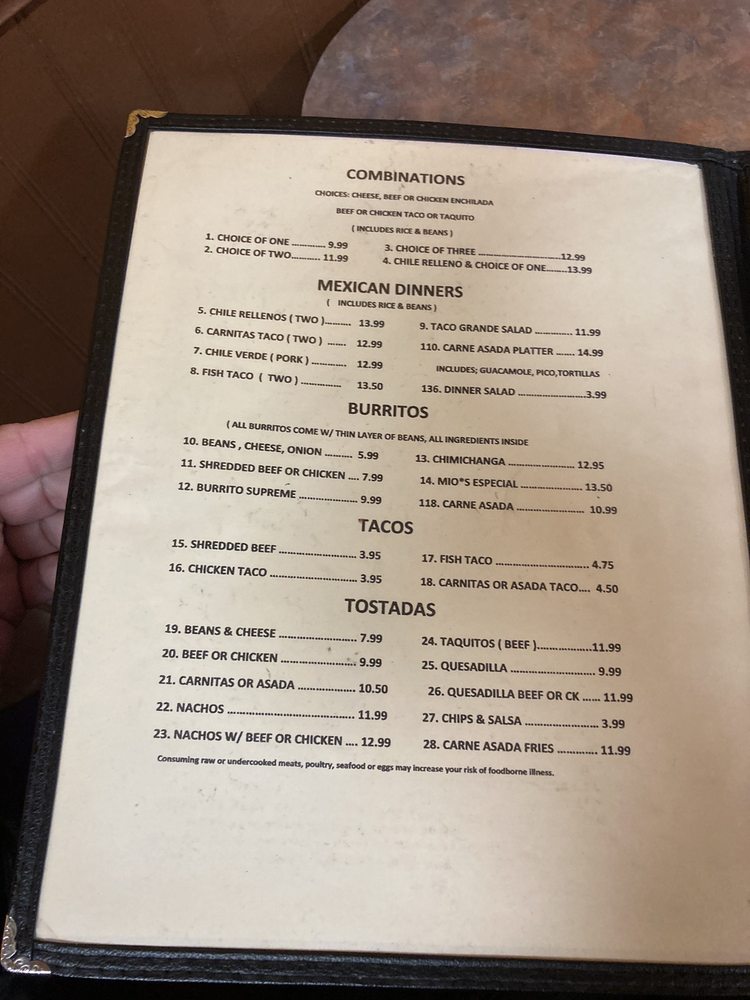 COMBINATIONS
CHOICES: CHEESE, BEEF OR CHICKEN ENCHILADA
BEEF OR CHICKEN TACO OR TAQUITO
( INCLUDES RICE & BEANS )
1. CHOICE OF ONE ............. 9.99
2. CHOICE OF TWO........... 11.99
3. CHOICE OF THREE ................................12.99
4. CHILE RELLENO & CHOICE OF ONE.......13.99
MEXICAN DINNERS
( INCLUDES RICE & BEANS )
5. CHILE RELLENOS ( TWO )......... 13.99
6. CARNITAS TACO ( TWO ) ....... 12.99
7. CHILE VERDE ( PORK ) ............. 12.99
8. FISH TACO ( TWO ) ............... 13.50
9. TACO GRANDE SALAD .............. 11.99
110. CARNE ASADA PLATTER ....... 14.99
INCLUDES; GUACAMOLE, PICO,TORTILLAS
136. DINNER SALAD .........................3.99
BURRITOS
( ALL BURRITOS COME W/ THIN LAYER OF BEANS, ALL INGREDIENTS INSIDE
10. BEANS , CHEESE, ONION .......... 5.99
11. SHREDDED BEEF OR CHICKEN .... 7.99
12. BURRITO SUPREME ..................... 9.99
13. CHIMICHANGA ........................ 12.95
14. MIO*S ESPECIAL ...................... 13.50
118. CARNE ASADA ........................ 10.99
TACOS
15. SHREDDED BEEF ........................ 3.95
16. CHICKEN TACO .......................... 3.95
17. FISH TACO ................................. 4.75
18. CARNITAS OR ASADA TACO.... 4.50
TOSTADAS
19. BEANS & CHEESE ....................... 7.99
20. BEEF OR CHICKEN ...................... 9.99
21. CARNITAS OR ASADA ................. 10.50
22. NACHOS ..................................... 11.99
23. NACHOS W/ BEEF OR CHICKEN .... 12.99
24. TAQUITOS ( BEEF )................11.99
25. QUESADILLA ........................ 9.99
26. QUESADILLA BEEF OR CK ...... 11.99
27. CHIPS & SALSA ...................... 3.99
28. CARNE ASADA FRIES ............ 11.99
Consuming raw or undercooked meats, poultry, seafood or eggs may increase your risk of foodborne illness.